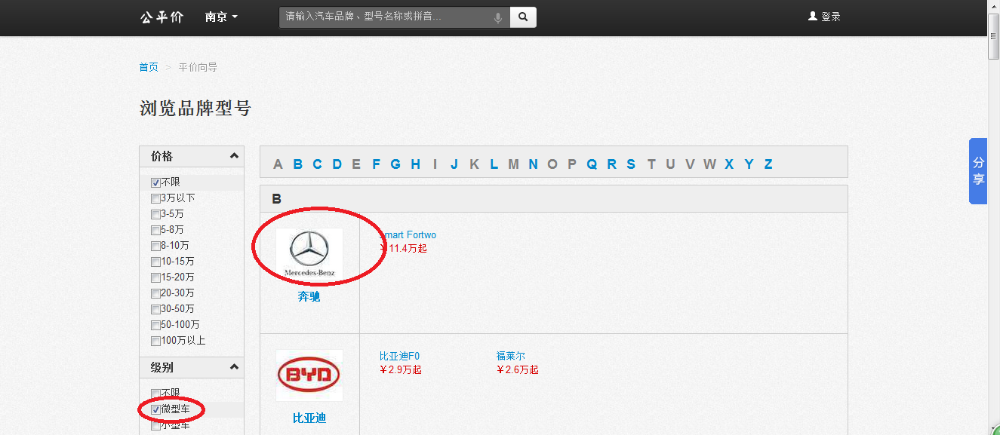 公平价 南京 请输入汽车品牌、型号名称或拼音... 登录
首页 > 平价向导
浏览品牌型号
分享
价格
不限
3万以下
3-5万
5-8万
8-10万
10-15万
15-20万
20-30万
30-50万
50-100万
100万以上
级别
不限
微型车
小型车
A B C D E F G H I J K L M N O P Q R S T U V W X Y Z
B
Mercedes-Benz
奔驰
smart Fortwo
￥11.4万起
BYD
比亚迪
比亚迪F0 福莱尔
￥2.9万起 ￥2.6万起